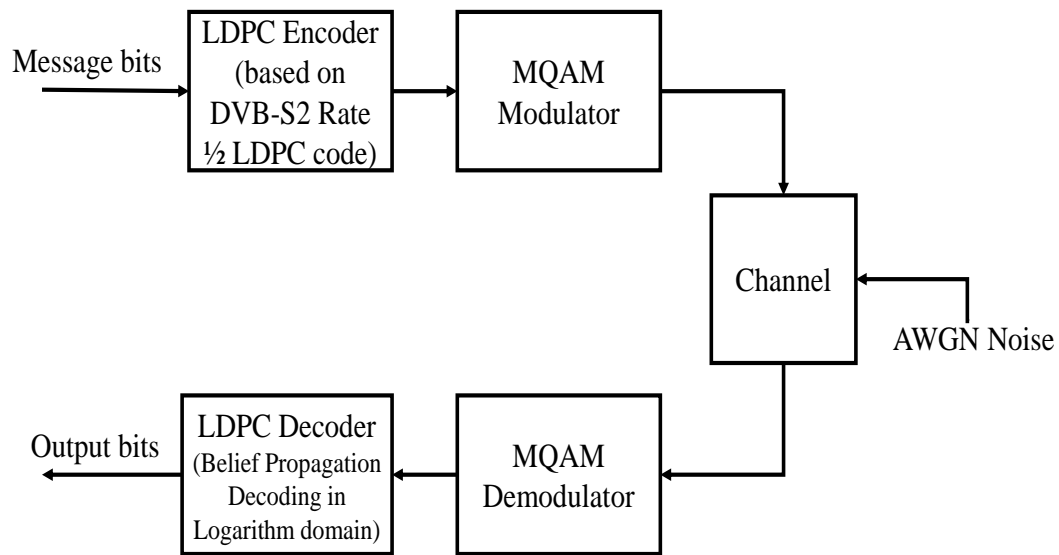 Message bits
LDPC Encoder
(based on
DVB-S2 Rate
½ LDPC code)
MQAM
Modulator
Channel
AWGN Noise
MQAM
Demodulator
LDPC Decoder
(Belief Propagation
Decoding in
Logarithm domain)
Output bits